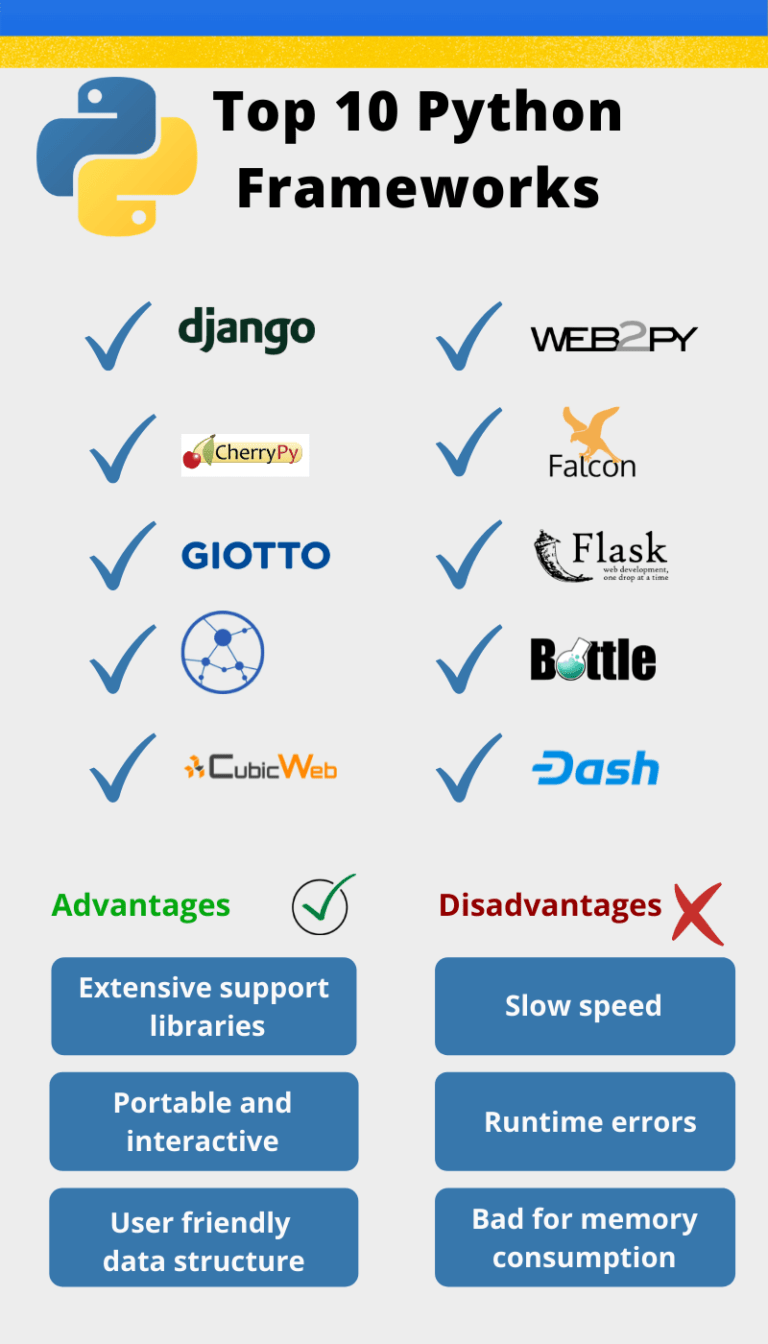 Top 10 Python
Frameworks
django
WEB2PY
CherryPy
Falcon
GIOTTO
Flask
web development,
one drop at a time
Bottle
CubicWeb
Dash
Advantages
Disadvantages
Extensive support
libraries
Slow speed
Portable and
interactive
Runtime errors
User friendly
data structure
Bad for memory
consumption